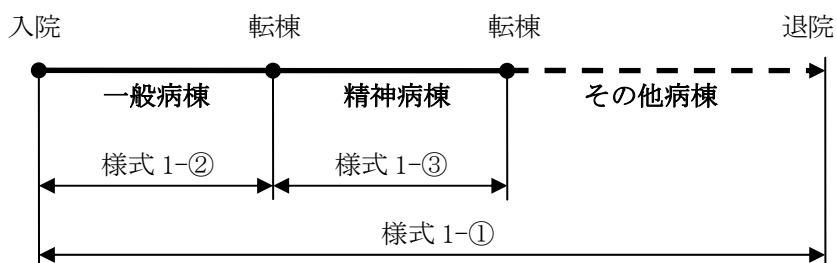 入院 転棟 転棟 退院
一般病棟 精神病棟 その他病棟
様式 1-② 様式 1-③
様式 1-①